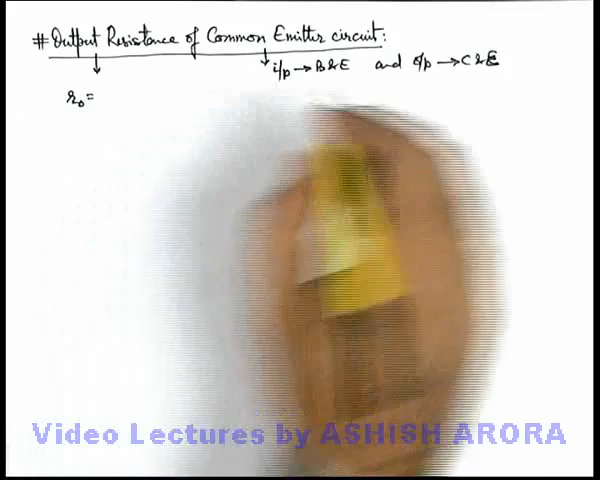 # Output Resistance of Common Emitter circuit:
i/p → B & E and o/p → C & E
r₀ =
Video Lectures by ASHISH ARORA